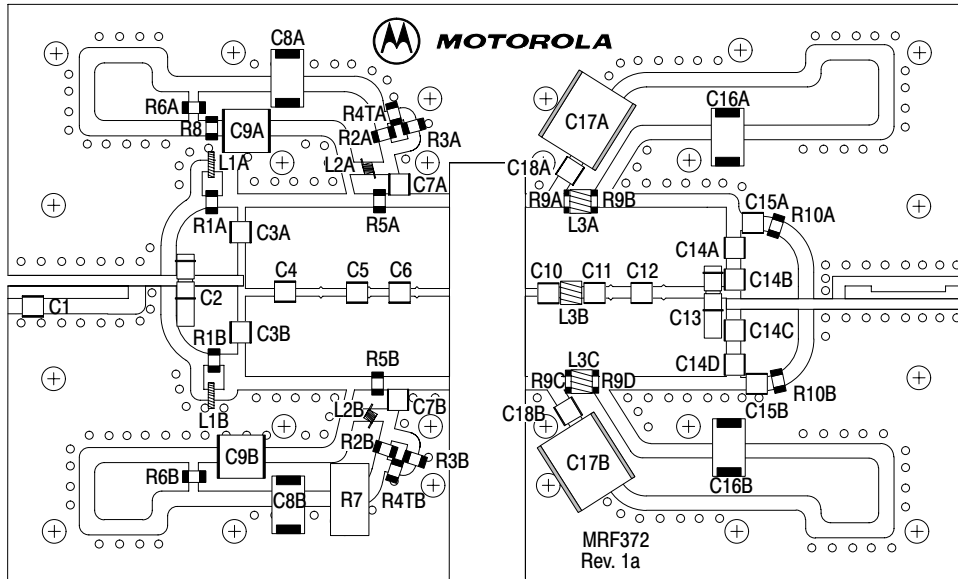 C8A
MOTOROLA
R6A
R4TA
C16A
R8
C9A
R2A
R3A
C17A
L1A
L2A
C18A
C7A
R1A
R5A
R9A
R9B
L3A
C15A
R10A
C3A
C14A
C4
C5
C6
C10
C11
C12
C14B
C2
C1
L3B
C13
C3B
C14C
R1B
R5B
L3C
C14D
R9C
R9D
R10B
L1B
L2B
C7B
C18B
C15B
R2B
R3B
C9B
C17B
R6B
R4TB
C16B
C8B
R7
MRF372
Rev. 1a